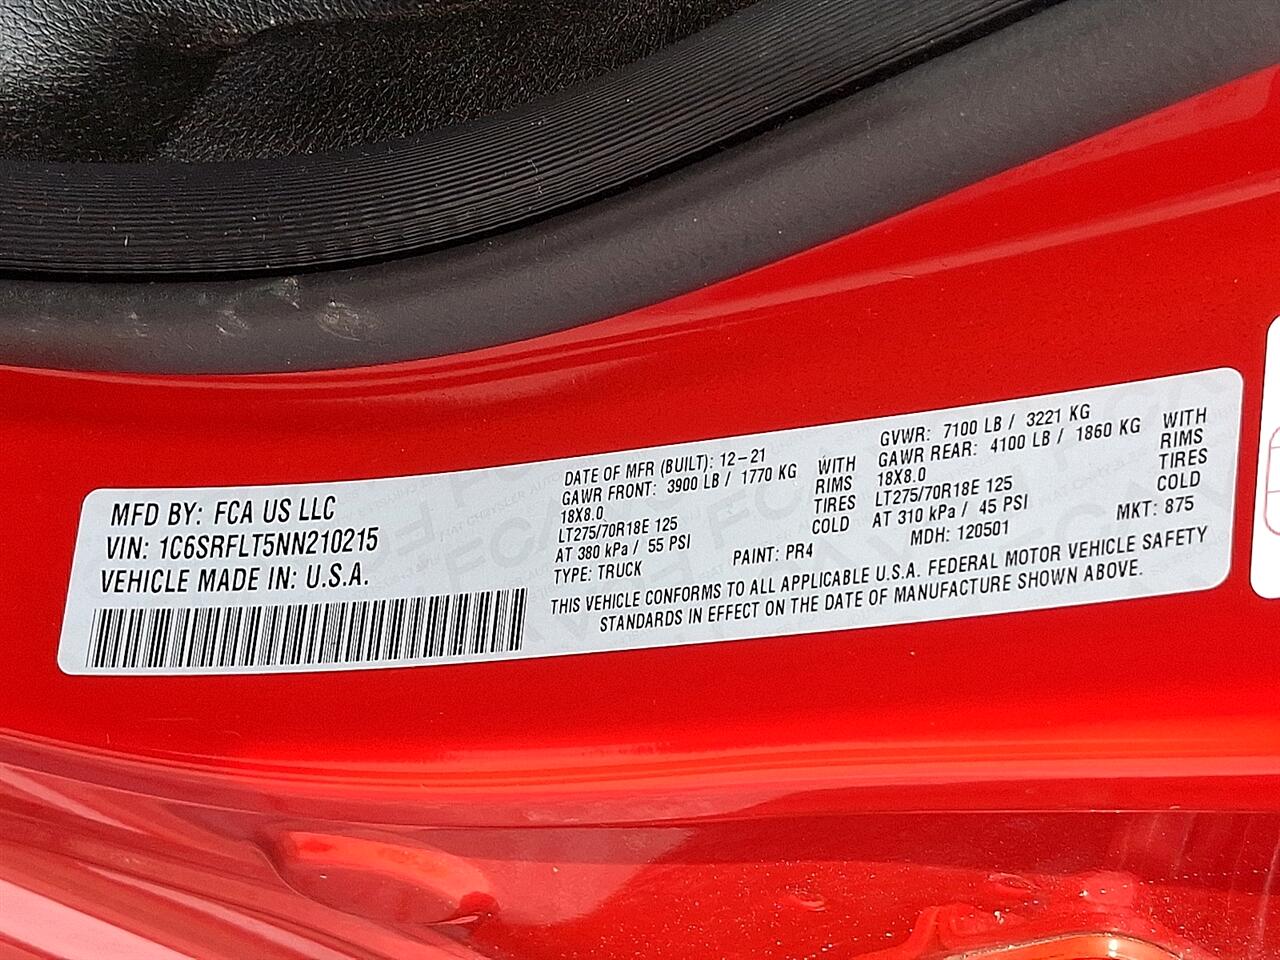 MFD BY: FCA US LLC
VIN: 1C6SRFLT5NN210215
VEHICLE MADE IN: U.S.A.
DATE OF MFR (BUILT): 12-21
GAWR FRONT: 3900 LB / 1770 KG WITH
18X8.0 RIMS
LT275/70R18E 125 TIRES
AT 380 kPa / 55 PSI COLD
TYPE: TRUCK
PAINT: PR4
GVWR: 7100 LB / 3221 KG
GAWR REAR: 4100 LB / 1860 KG WITH
18X8.0 RIMS
LT275/70R18E 125 TIRES
AT 310 kPa / 45 PSI COLD
MDH: 120501
MKT: 875
THIS VEHICLE CONFORMS TO ALL APPLICABLE U.S.A. FEDERAL MOTOR VEHICLE SAFETY
STANDARDS IN EFFECT ON THE DATE OF MANUFACTURE SHOWN ABOVE.